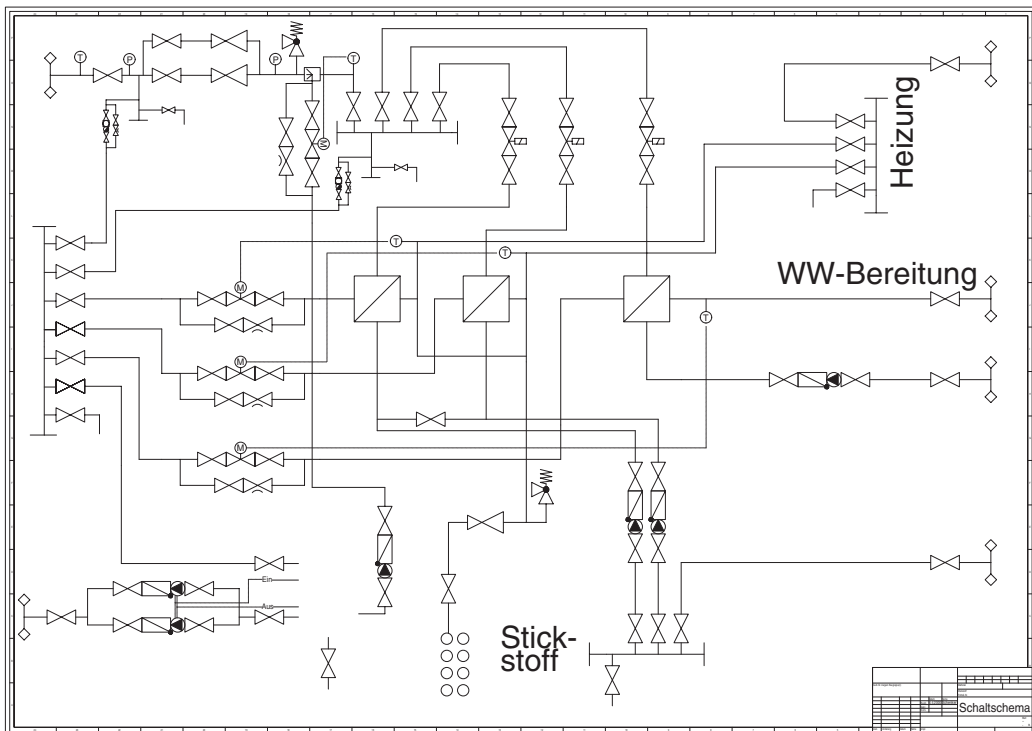 T
P
P
T
M
Heizung
T
T
WW-Bereitung
M
T
M
M
Ein
Aus
Stick-
stoff
Schaltschema